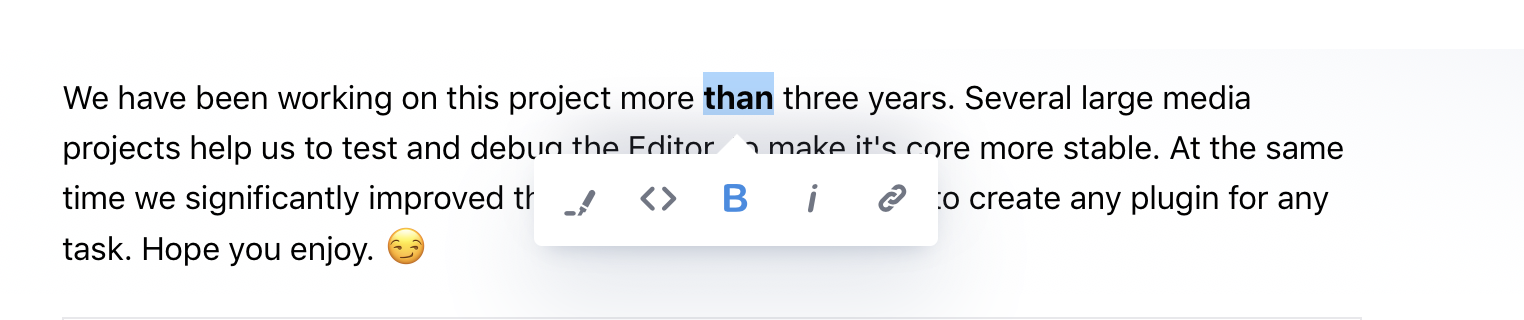 We have been working on this project more than three years. Several large media
projects help us to test and debug the Editor make it's core more stable. At the same
time we significantly improved to create any plugin for any
task. Hope you enjoy. 😏
B i